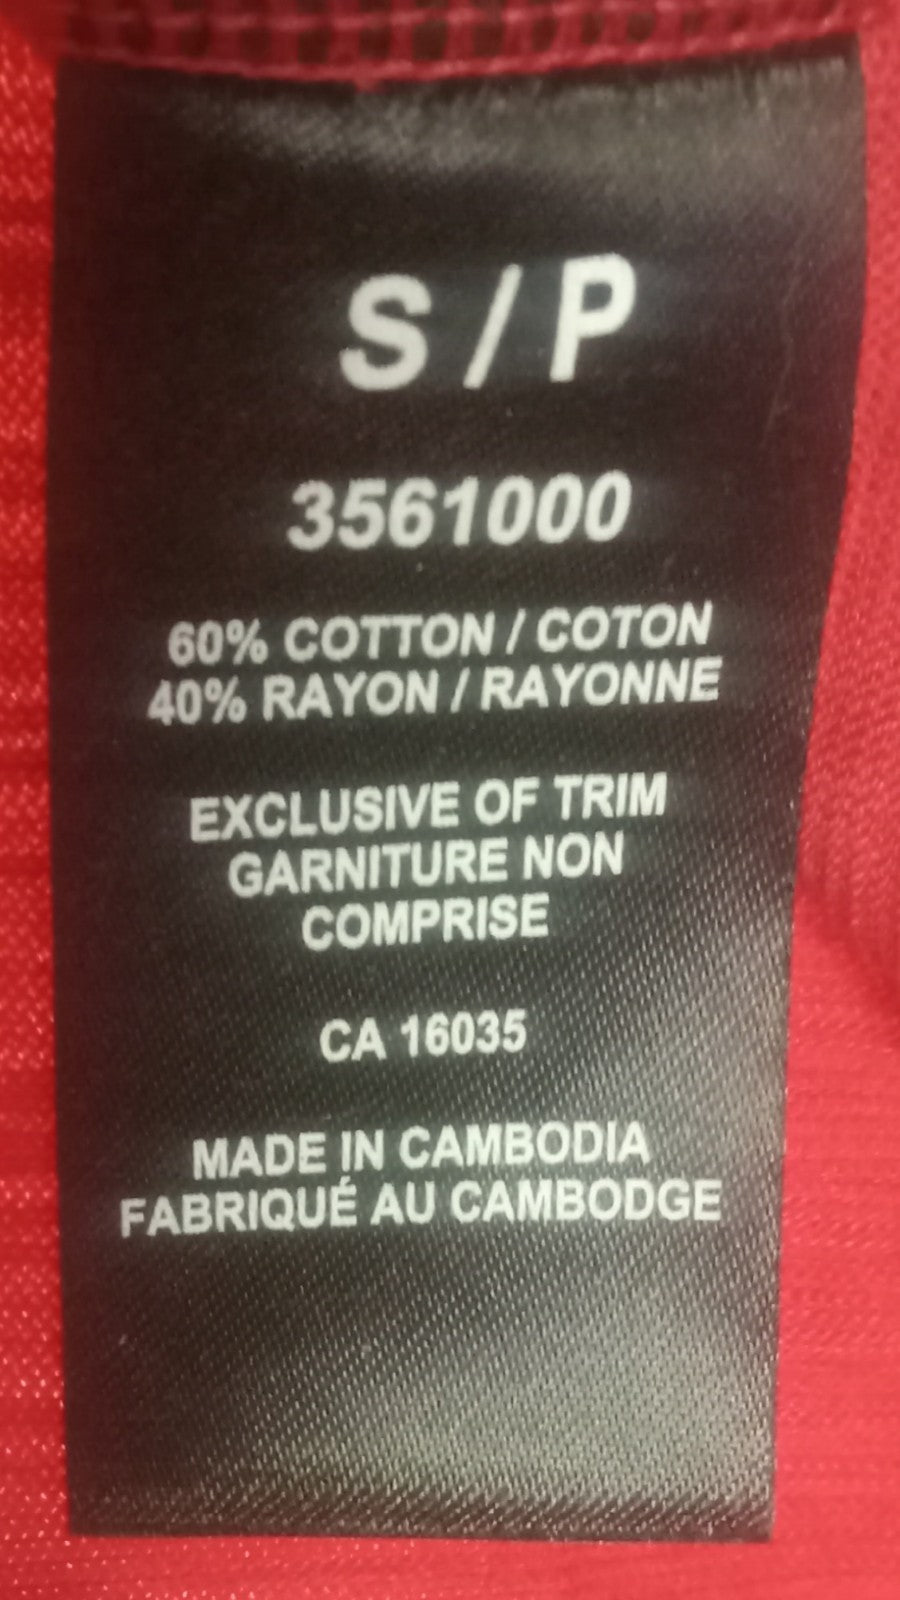 S / P
3561000
60% COTTON / COTON
40% RAYON / RAYONNE
EXCLUSIVE OF TRIM
GARNITURE NON
COMPRISE
CA 16035
MADE IN CAMBODIA
FABRIQUÉ AU CAMBODGE